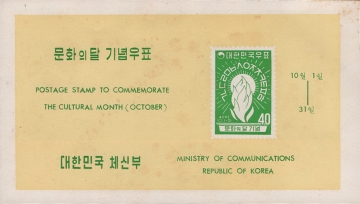 문화의 달 기념우표
POSTAGE STAMP TO COMMEMORATE
THE CULTURAL MONTH (OCTOBER)
대한민국우표
40
문화의달기념
10월 1일
31일
대한민국 체신부
MINISTRY OF COMMUNICATIONS
REPUBLIC OF KOREA